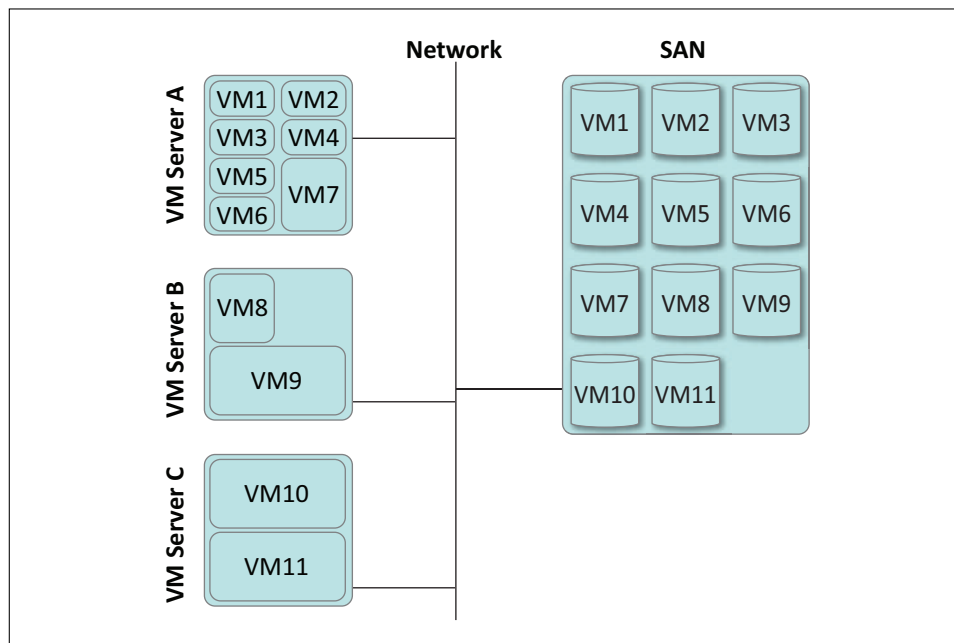 Network
SAN
VM Server A
VM1 VM2
VM3 VM4
VM5
VM7
VM6
VM1 VM2 VM3
VM4 VM5 VM6
VM7 VM8 VM9
VM10 VM11
VM Server B
VM8
VM9
VM Server C
VM10
VM11